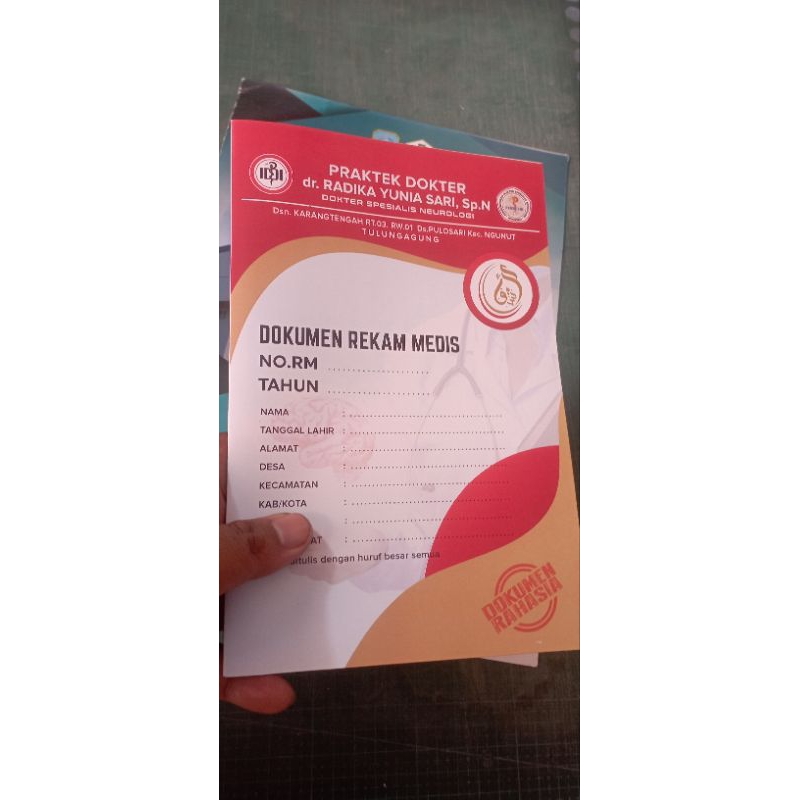 IDI
PRAKTEK DOKTER
dr. RADIKA YUNIA SARI, Sp.N
DOKTER SPESIALIS NEUROLOGI
Dsn. KARANGTENGAH RT.03. RW.01 Ds.PULOSARI Kec. NGUNUT
TULUNGAGUNG
DOKUMEN REKAM MEDIS
NO.RM
TAHUN
NAMA :
TANGGAL LAHIR :
ALAMAT :
DESA :
KECAMATAN :
KAB/KOTA :
:
AT :
ditulis dengan huruf besar semua
DOKUMEN
RAHASIA